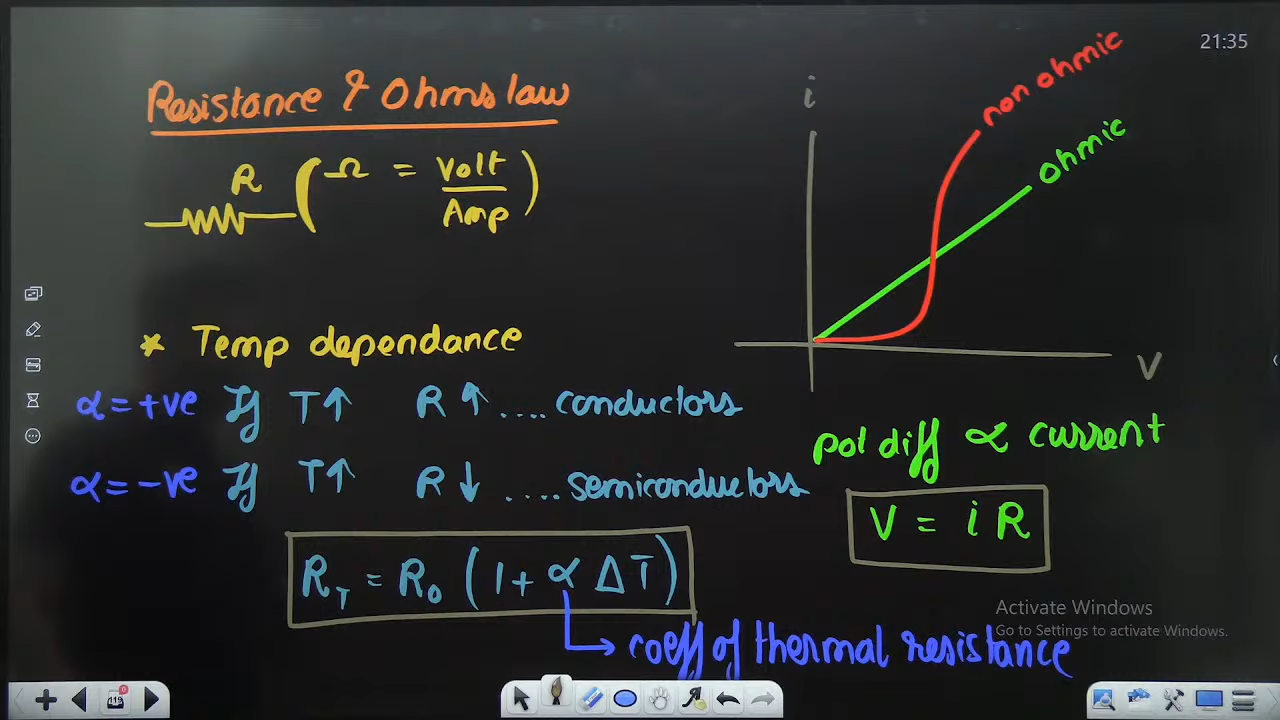 21:35
Resistance & Ohms law
R ( Ω = Volt / Amp )
i
non ohmic
ohmic
V
* Temp dependance
α = +ve If T↑ R↑ .... conductors
α = -ve If T↑ R↓ .... semiconductors
R_T = R_0 ( 1 + α Δ T )
coeff of thermal resistance
pot diff ∝ current
V = i R
Activate Windows
Go to Settings to activate Windows.